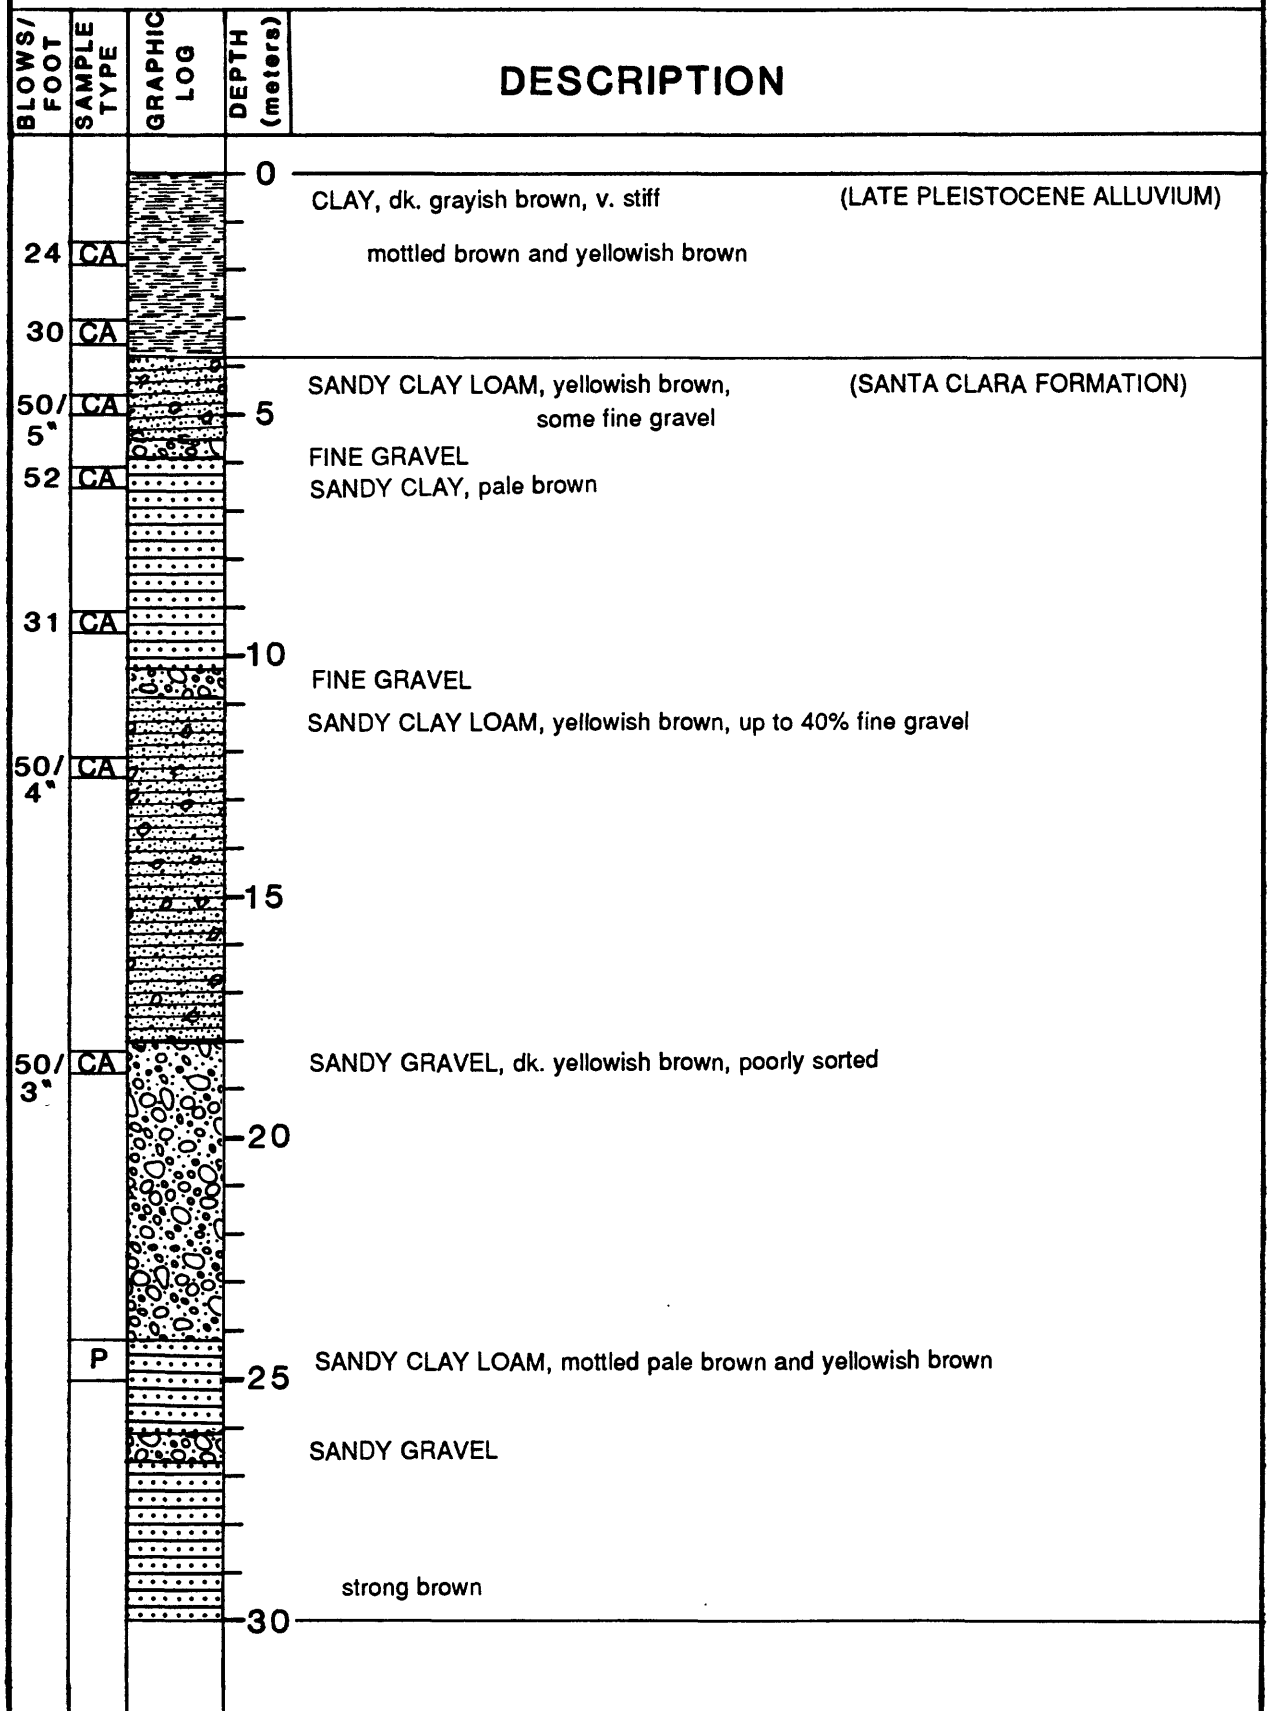 BLOWS/
FOOT
SAMPLE
TYPE
GRAPHIC
LOG
DEPTH
(meters)
DESCRIPTION
0
CLAY, dk. grayish brown, v. stiff (LATE PLEISTOCENE ALLUVIUM)
24 CA mottled brown and yellowish brown
30 CA
SANDY CLAY LOAM, yellowish brown, (SANTA CLARA FORMATION)
50/ CA 5 some fine gravel
5"
FINE GRAVEL
52 CA SANDY CLAY, pale brown
31 CA
10
FINE GRAVEL
SANDY CLAY LOAM, yellowish brown, up to 40% fine gravel
50/ CA
4"
15
50/ CA SANDY GRAVEL, dk. yellowish brown, poorly sorted
3"
20
P SANDY CLAY LOAM, mottled pale brown and yellowish brown
25
SANDY GRAVEL
strong brown
30